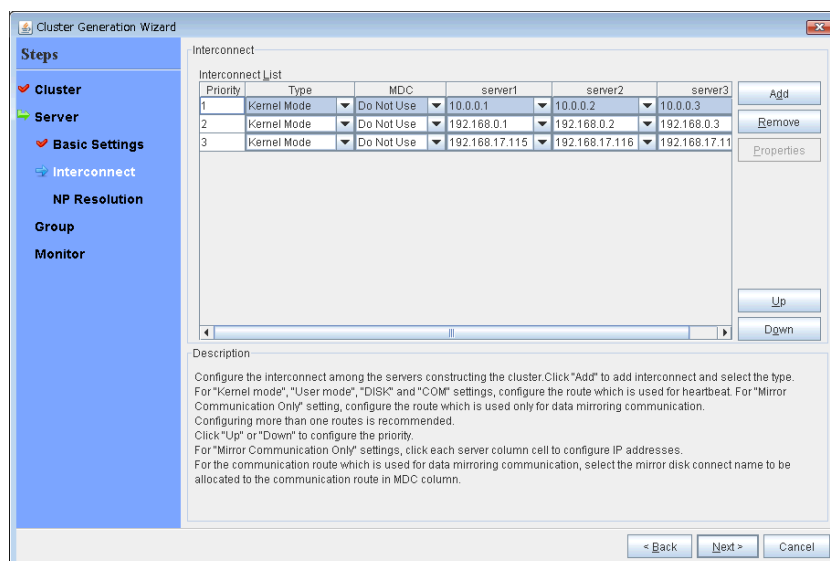 Cluster Generation Wizard
Steps
Cluster
Server
Basic Settings
Interconnect
NP Resolution
Group
Monitor
Interconnect
Interconnect List
Priority Type MDC server1 server2 server3
1 Kernel Mode Do Not Use 10.0.0.1 10.0.0.2 10.0.0.3
2 Kernel Mode Do Not Use 192.168.0.1 192.168.0.2 192.168.0.3
3 Kernel Mode Do Not Use 192.168.17.115 192.168.17.116 192.168.17.11
Add
Remove
Properties
Up
Down
Description
Configure the interconnect among the servers constructing the cluster.Click "Add" to add interconnect and select the type.
For "Kernel mode", "User mode", "DISK" and "COM" settings, configure the route which is used for heartbeat. For "Mirror
Communication Only" setting, configure the route which is used only for data mirroring communication.
Configuring more than one routes is recommended.
Click "Up" or "Down" to configure the priority.
For "Mirror Communication Only" settings, click each server column cell to configure IP addresses.
For the communication route which is used for data mirroring communication, select the mirror disk connect name to be
allocated to the communication route in MDC column.
< Back Next > Cancel